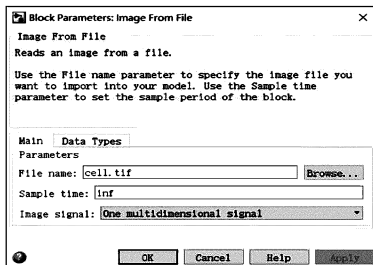 Block Parameters: Image From File
Image From File
Reads an image from a file.
Use the File name parameter to specify the image file you
want to import into your model. Use the Sample time
parameter to set the sample period of the block.
Main Data Types
Parameters
File name: cell.tif Browse...
Sample time: inf
Image signal: One multidimensional signal
OK Cancel Help Apply